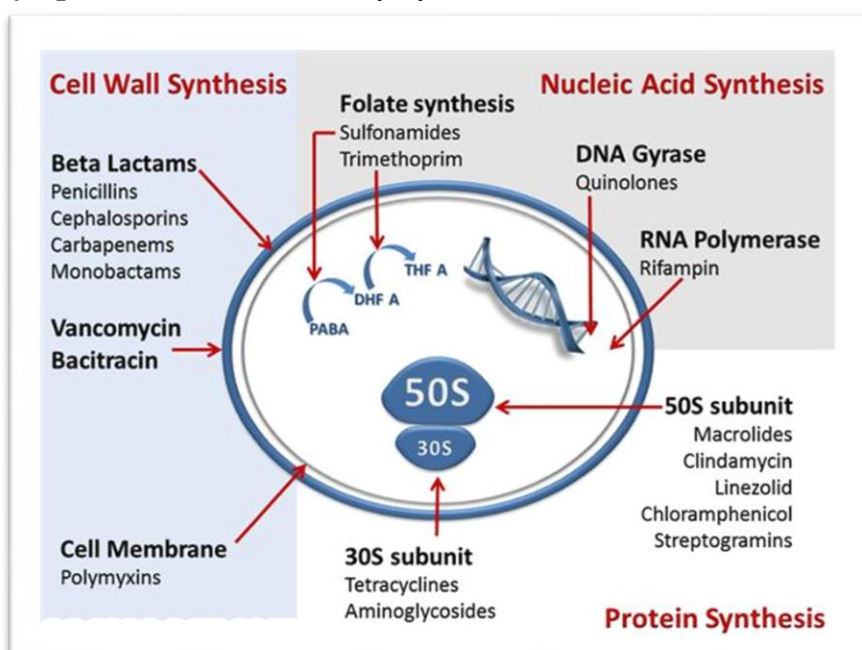 Cell Wall Synthesis
Nucleic Acid Synthesis
Folate synthesis
Sulfonamides
Trimethoprim
DNA Gyrase
Quinolones
RNA Polymerase
Rifampin
Beta Lactams
Penicillins
Cephalosporins
Carbapenems
Monobactams
Vancomycin
Bacitracin
PABA
DHF A
THF A
50S
30S
50S subunit
Macrolides
Clindamycin
Linezolid
Chloramphenicol
Streptogramins
Cell Membrane
Polymyxins
30S subunit
Tetracyclines
Aminoglycosides
Protein Synthesis